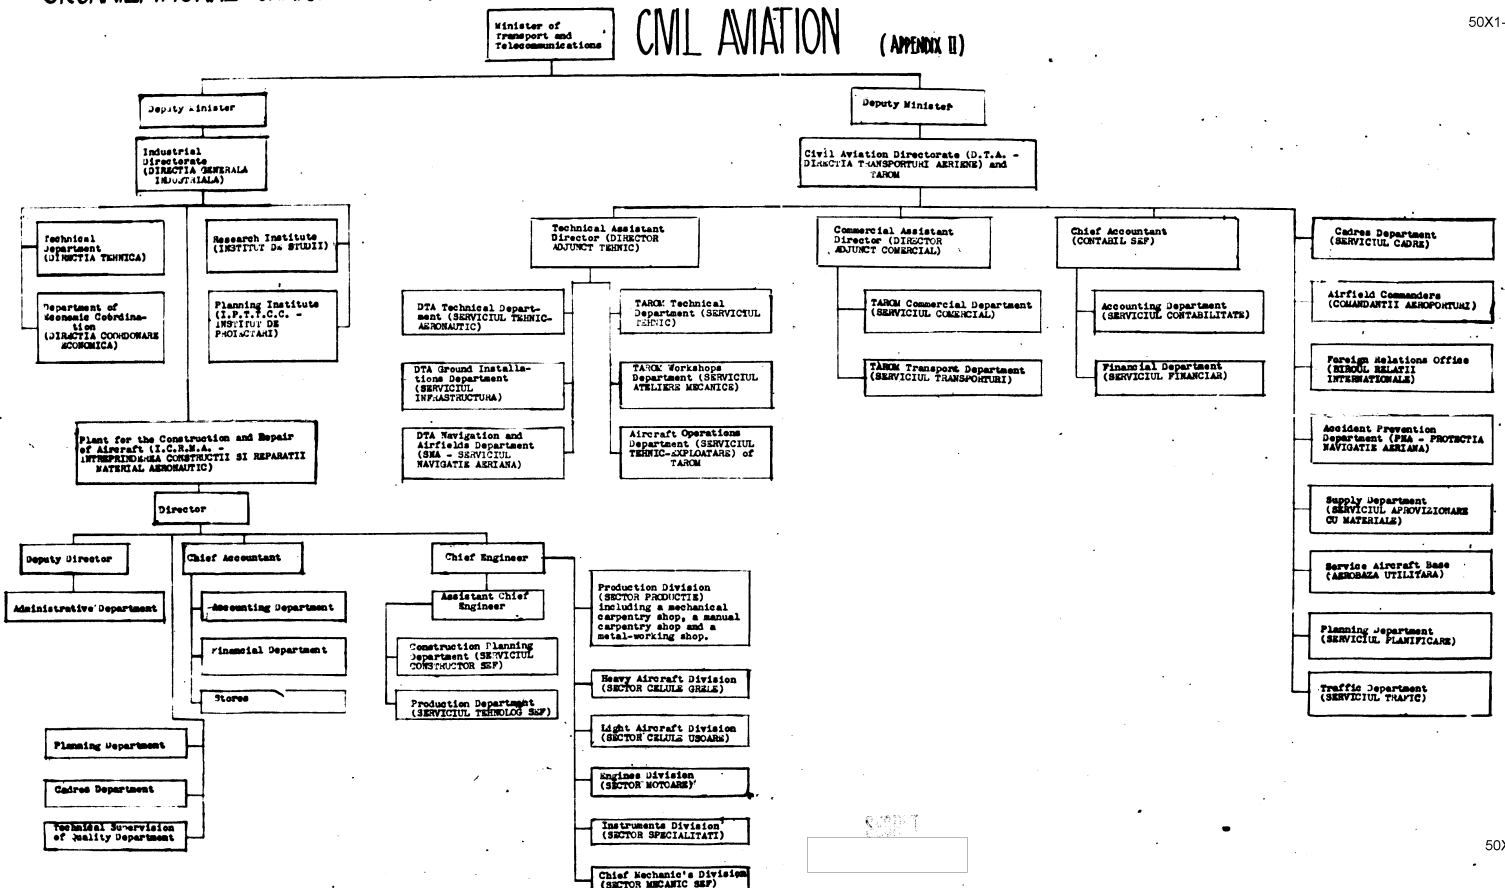 CIVIL AVIATION
(APPENDIX II)
50X1-
Minister of
Transport and
Telecommunications
Deputy Minister
Deputy Minister
Industrial
Directorate
(DIRECTIA GENERALA
INDUSTRIALA)
Civil Aviation Directorate (D.T.A. -
DIRECTIA TRANSPORTURI AERIENE) and
TAROM
Technical
Department
(DIRECTIA TEHNICA)
Research Institute
(INSTITUT DE STUDII)
Department of
Economic Coordina-
tion
(DIRECTIA COORDONARE
ECONOMICA)
Planning Institute
(I.P.T.T.C.C. -
INSTITUT DE
PROIECTARI)
Technical Assistant
Director (DIRECTOR
ADJUNCT TEHNIC)
Commercial Assistant
Director (DIRECTOR
ADJUNCT COMERCIAL)
Chief Accountant
(CONTABIL SEF)
Cadres Department
(SERVICIUL CADRE)
DTA Technical Depart-
ment (SERVICIUL TEHNIC-
AERONAUTIC)
TAROM Technical
Department (SERVICIUL
TEHNIC)
TAROM Commercial Department
(SERVICIUL COMERCIAL)
Accounting Department
(SERVICIUL CONTABILITATE)
Airfield Commanders
(COMANDANTII AEROPORTURI)
DTA Ground Installa-
tions Department
(SERVICIUL
INFRASTRUCTURA)
TAROM Workshops
Department (SERVICIUL
ATELIERE MECANICE)
TAROM Transport Department
(SERVICIUL TRANSPORTURI)
Financial Department
(SERVICIUL FINANCIAR)
Foreign Relations Office
(BIROUL RELATII
INTERNATIONALE)
DTA Navigation and
Airfields Department
(SNA - SERVICIUL
NAVIGATIE AERIANA)
Aircraft Operations
Department (SERVICIUL
TEHNIC-EXPLOATARE) of
TAROM
Accident Prevention
Department (PNA - PROTECTIA
NAVIGATIE AERIANA)
Supply Department
(SERVICIUL APROVIZIONARE
CU MATERIALE)
Service Aircraft Base
(AEROBAZA UTILITARA)
Planning Department
(SERVICIUL PLANIFICARE)
Traffic Department
(SERVICIUL TRAFIC)
Plant for the Construction and Repair
of Aircraft (I.C.R.M.A. -
INTREPRINDEREA CONSTRUCTII SI REPARATII
MATERIAL AERONAUTIC)
Director
Deputy Director
Chief Accountant
Chief Engineer
Administrative Department
Accounting Department
Assistant Chief
Engineer
Financial Department
Construction Planning
Department (SERVICIUL
CONSTRUCTOR SEF)
Stores
Production Department
(SERVICIUL TEHNOLOG SEF)
Planning Department
Cadres Department
Technical Supervision
of Quality Department
Production Division
(SECTOR PRODUCTIE)
including a mechanical
carpentry shop, a manual
carpentry shop and a
metal-working shop.
Heavy Aircraft Division
(SECTOR CELULE GRELE)
Light Aircraft Division
(SECTOR CELULE USOARE)
Engines Division
(SECTOR MOTOARE)
Instruments Division
(SECTOR SPECIALITATI)
Chief Mechanic's Division
(SECTOR MECANIC SEF)
50X